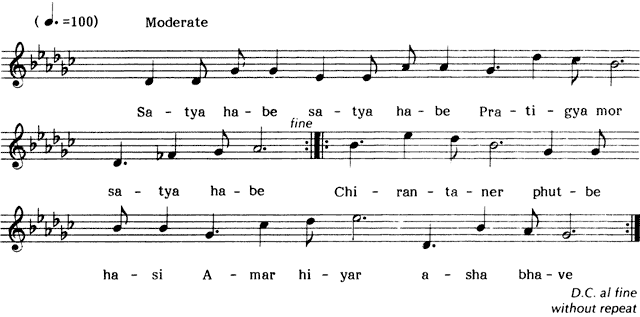 ( ♩. =100) Moderate
Sa - tya ha - be sa - tya ha - be Pra - ti - gya mor
fine
sa - tya ha - be Chi - ran - ta - ner phut - be
ha - si A - mar hi - yar a - sha bha - ve
D.C. al fine
without repeat